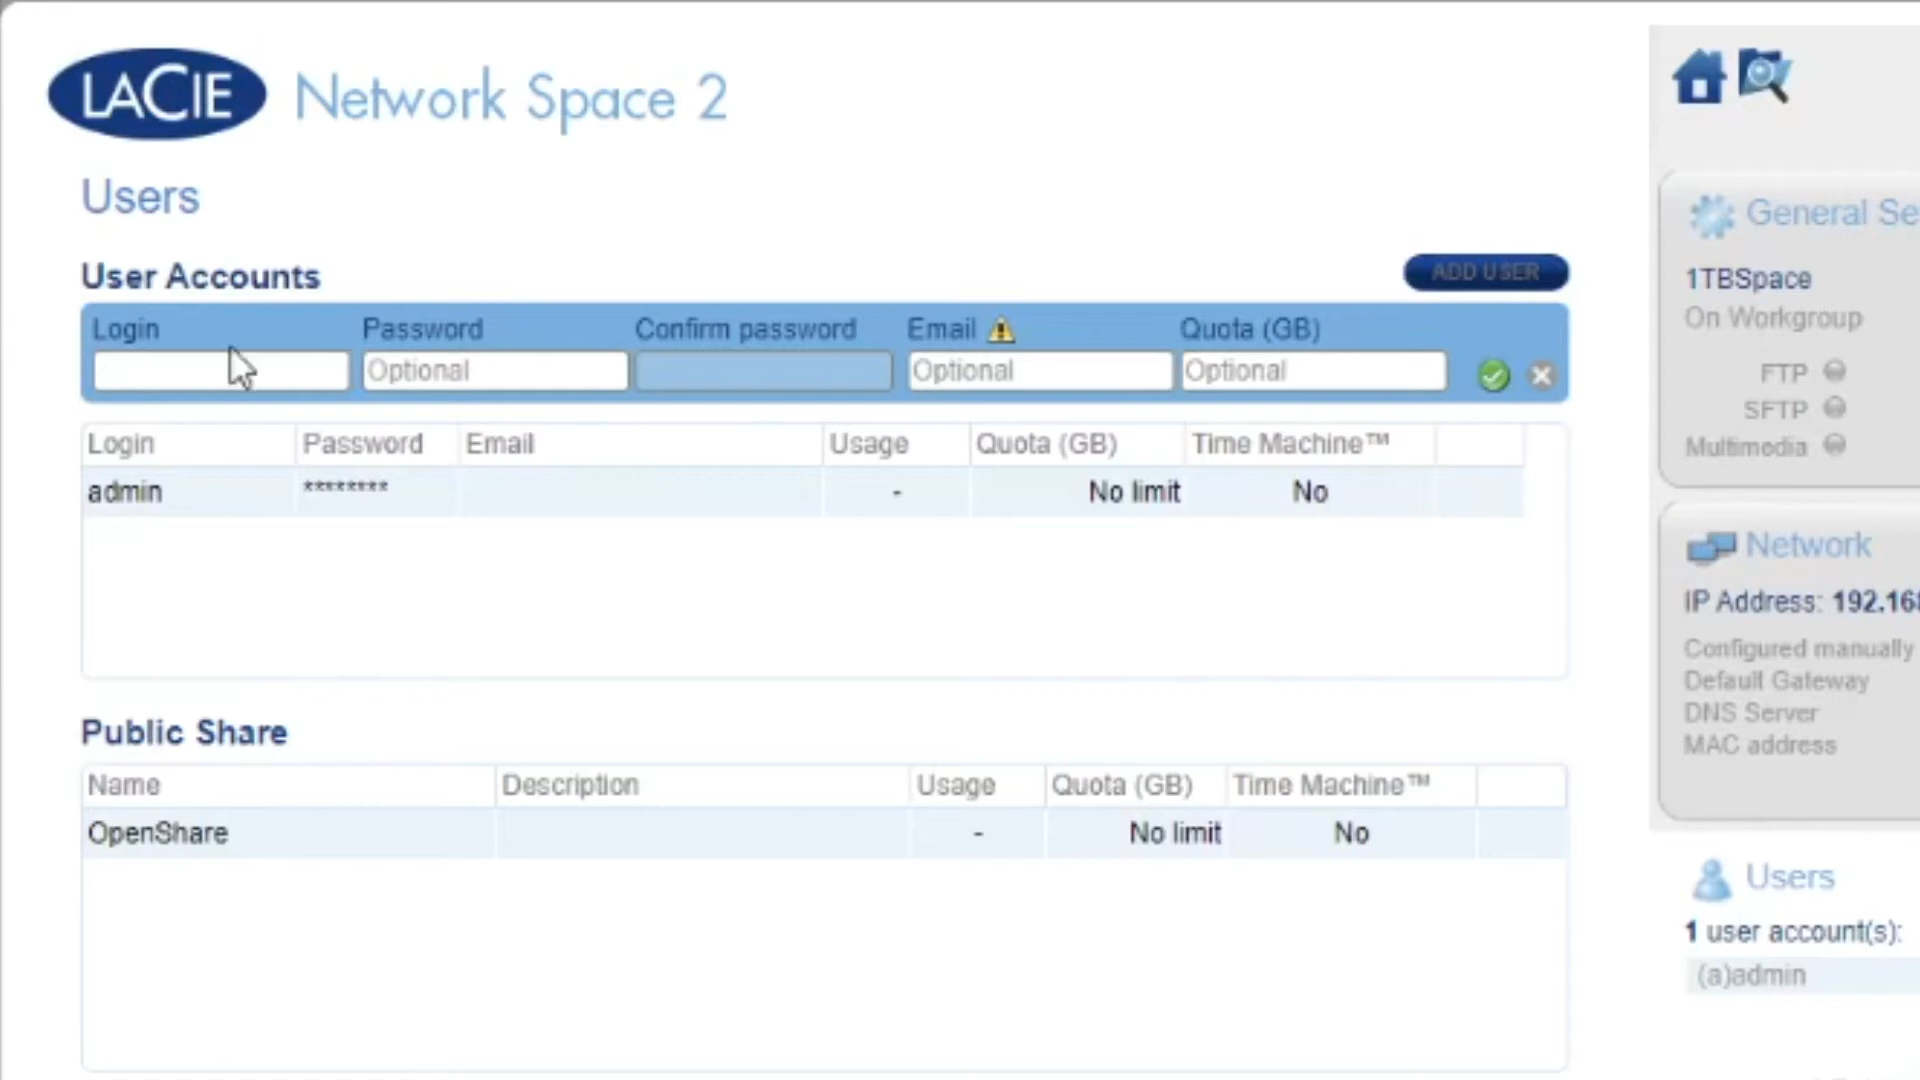 LACIE Network Space 2
Users
User Accounts
ADD USER
Login Password Confirm password Email Quota (GB)
Optional Optional Optional
Login Password Email Usage Quota (GB) Time Machine™
admin ******** - No limit No
Public Share
Name Description Usage Quota (GB) Time Machine™
OpenShare - No limit No
General Se
1TBSpace
On Workgroup
FTP
SFTP
Multimedia
Network
IP Address: 192.168
Configured manually
Default Gateway
DNS Server
MAC address
Users
1 user account(s):
(a)admin